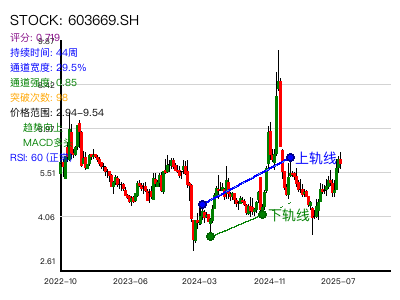 STOCK: 603669.SH
评分: 0.719
持续时间: 44周
通道宽度: 29.5%
通道强度: 0.85
突破次数:
价格范围: 2.94~9.54
趋势向
MACD多头
RSI: 60 (正
上轨线
下轨线
5.51
4.06
2.61
2022-10
2023-06
2024-03
2024-11
2025-07